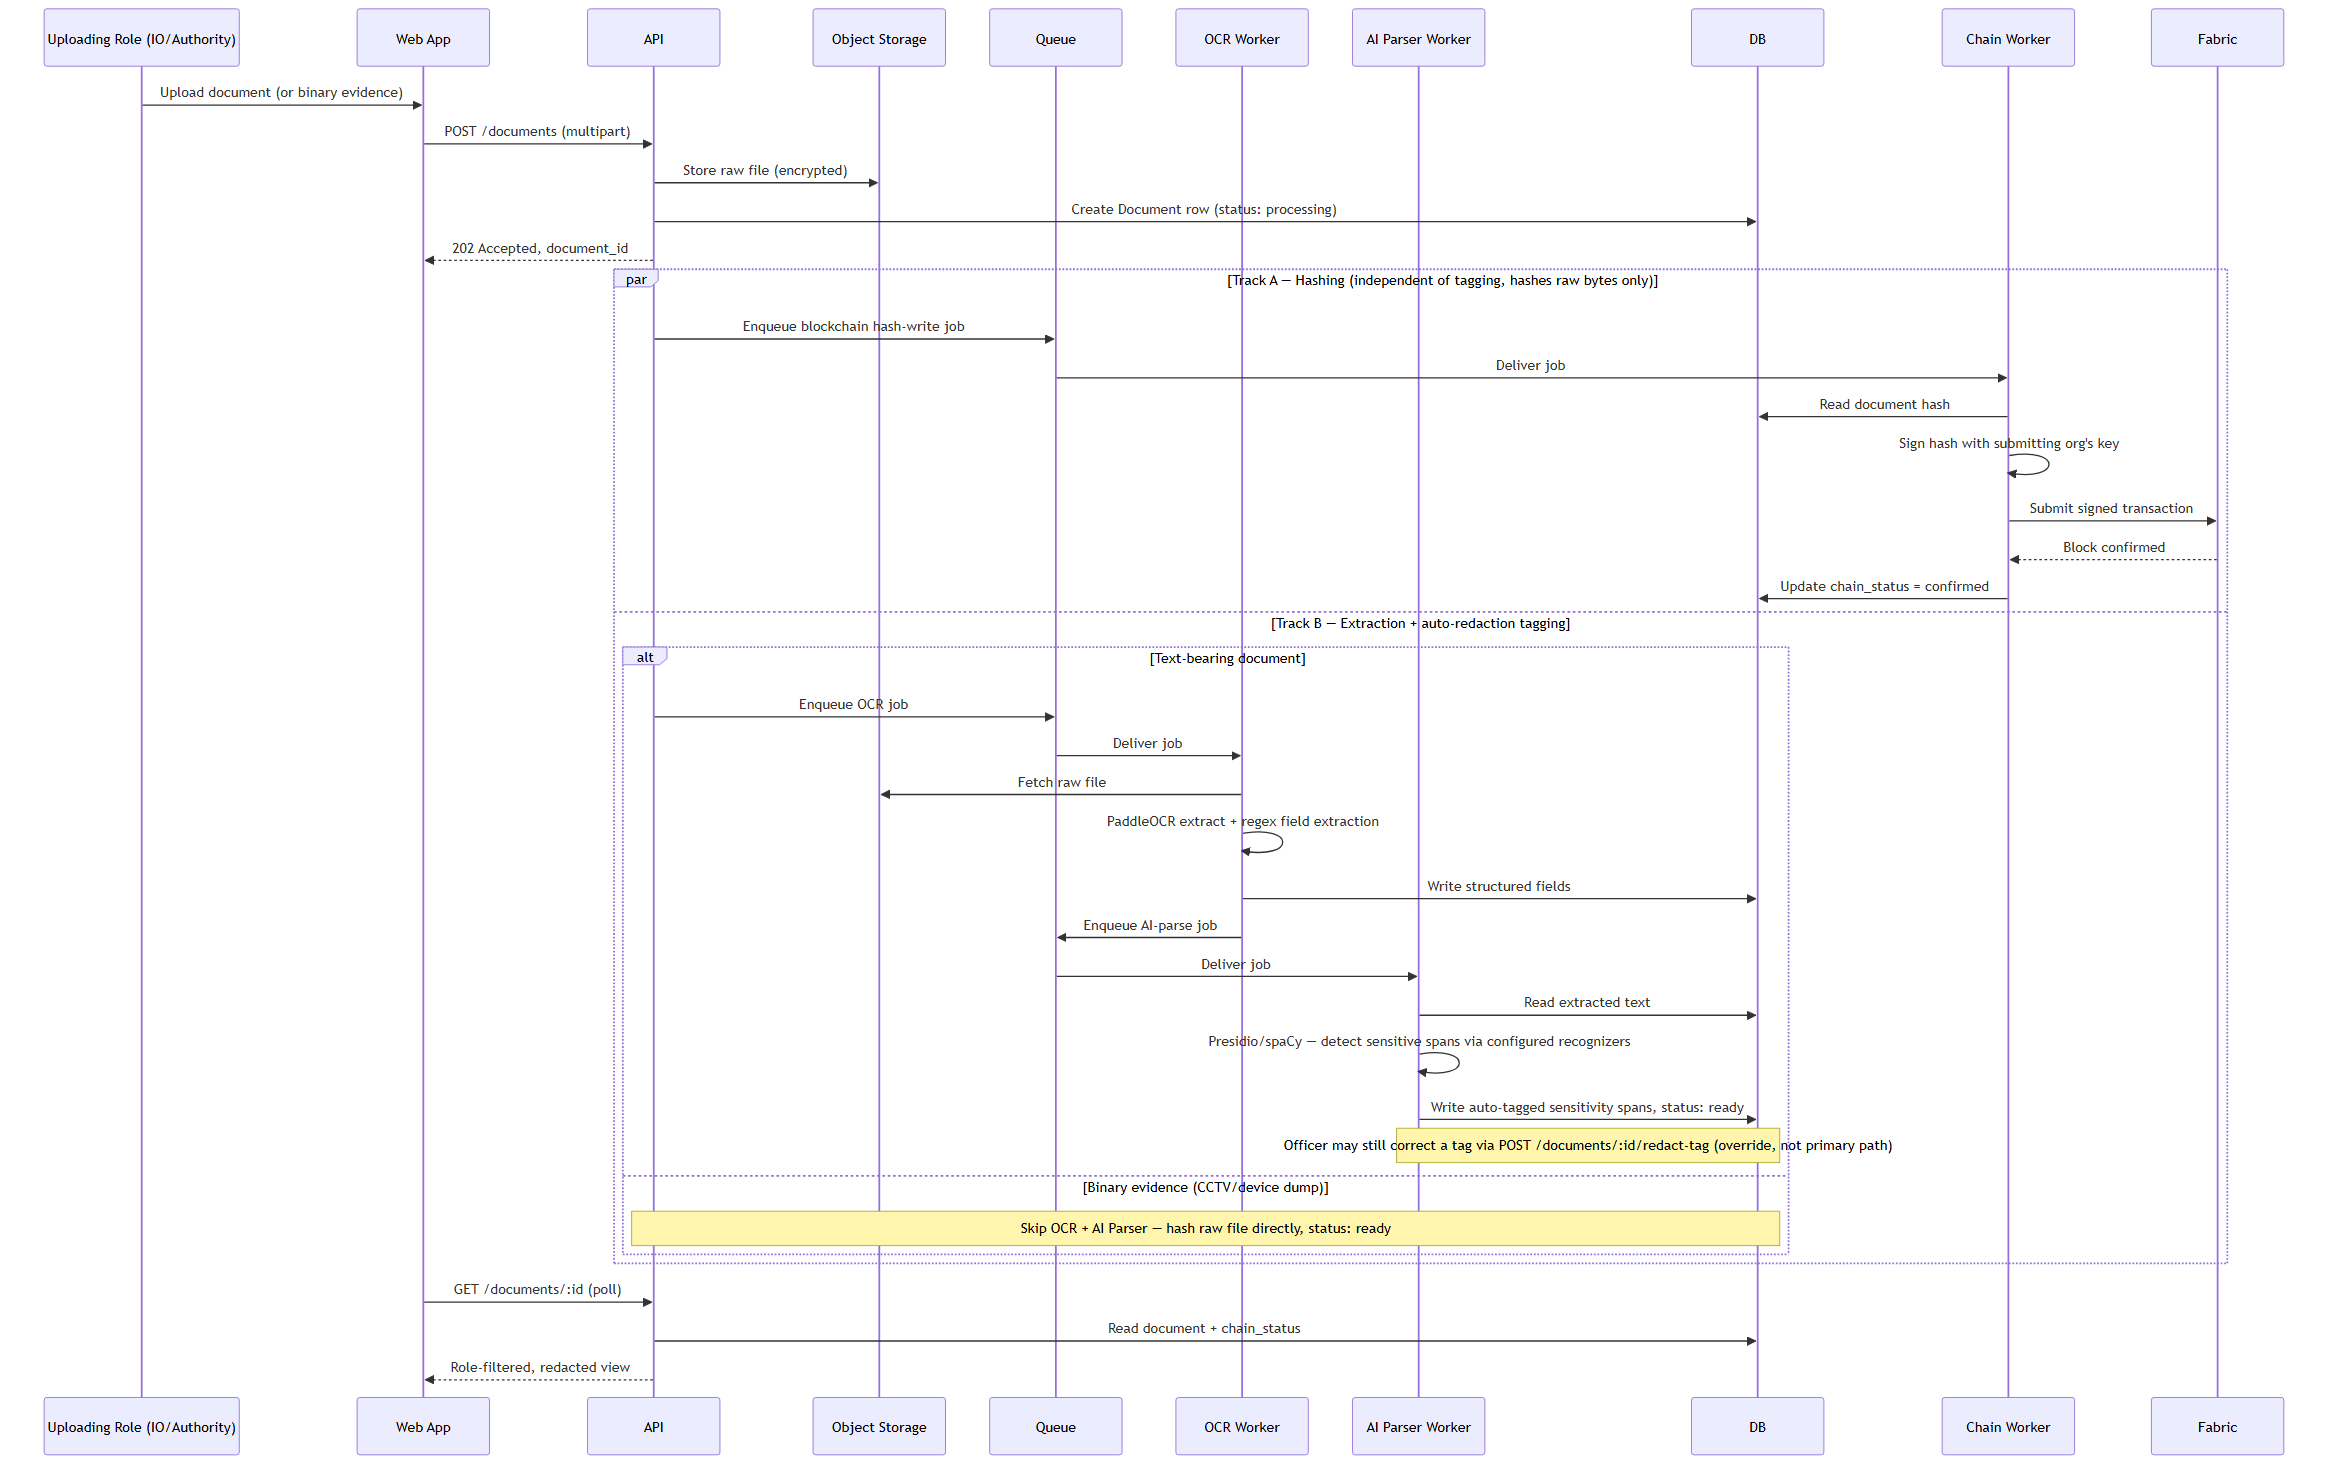 Uploading Role (IO/Authority)
Web App
API
Object Storage
Queue
OCR Worker
AI Parser Worker
DB
Chain Worker
Fabric
Upload document (or binary evidence)
POST /documents (multipart)
Store raw file (encrypted)
Create Document row (status: processing)
202 Accepted, document_id
par
[Track A — Hashing (independent of tagging, hashes raw bytes only)]
Enqueue blockchain hash-write job
Deliver job
Read document hash
Sign hash with submitting org's key
Submit signed transaction
Block confirmed
Update chain_status = confirmed
[Track B — Extraction + auto-redaction tagging]
alt
[Text-bearing document]
Enqueue OCR job
Deliver job
Fetch raw file
PaddleOCR extract + regex field extraction
Write structured fields
Enqueue AI-parse job
Deliver job
Read extracted text
Presidio/spaCy — detect sensitive spans via configured recognizers
Write auto-tagged sensitivity spans, status: ready
Officer may still correct a tag via POST /documents/:id/redact-tag (override, not primary path)
[Binary evidence (CCTV/device dump)]
Skip OCR + AI Parser — hash raw file directly, status: ready
GET /documents/:id (poll)
Read document + chain_status
Role-filtered, redacted view
Uploading Role (IO/Authority)
Web App
API
Object Storage
Queue
OCR Worker
AI Parser Worker
DB
Chain Worker
Fabric